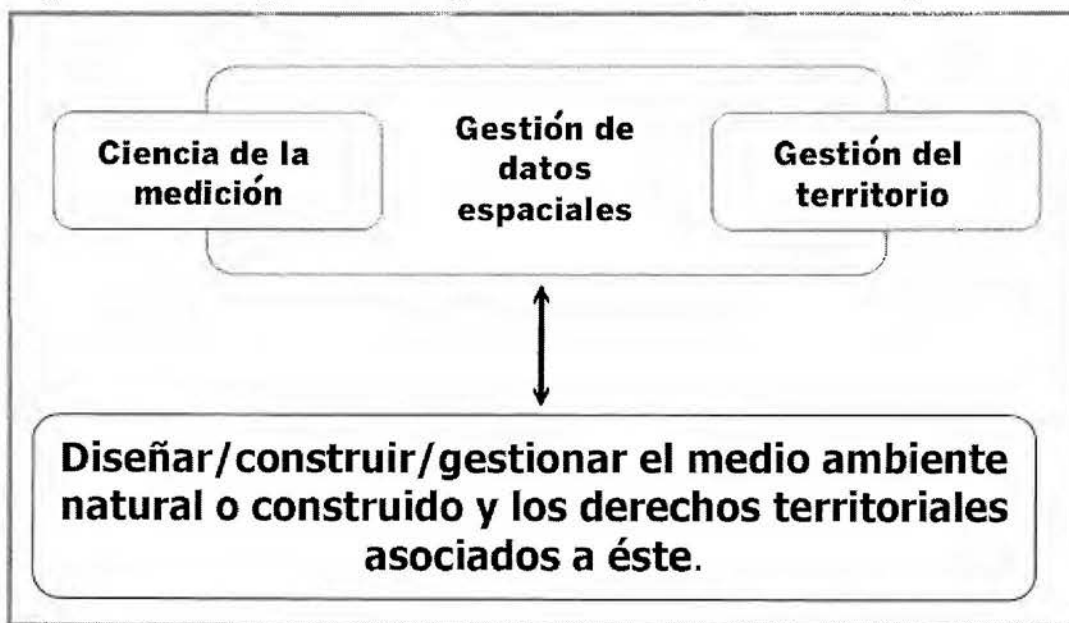 Ciencia de la
medición
Gestión de
datos
espaciales
Gestión del
territorio
Diseñar/construir/gestionar el medio ambiente
natural o construido y los derechos territoriales
asociados a éste.